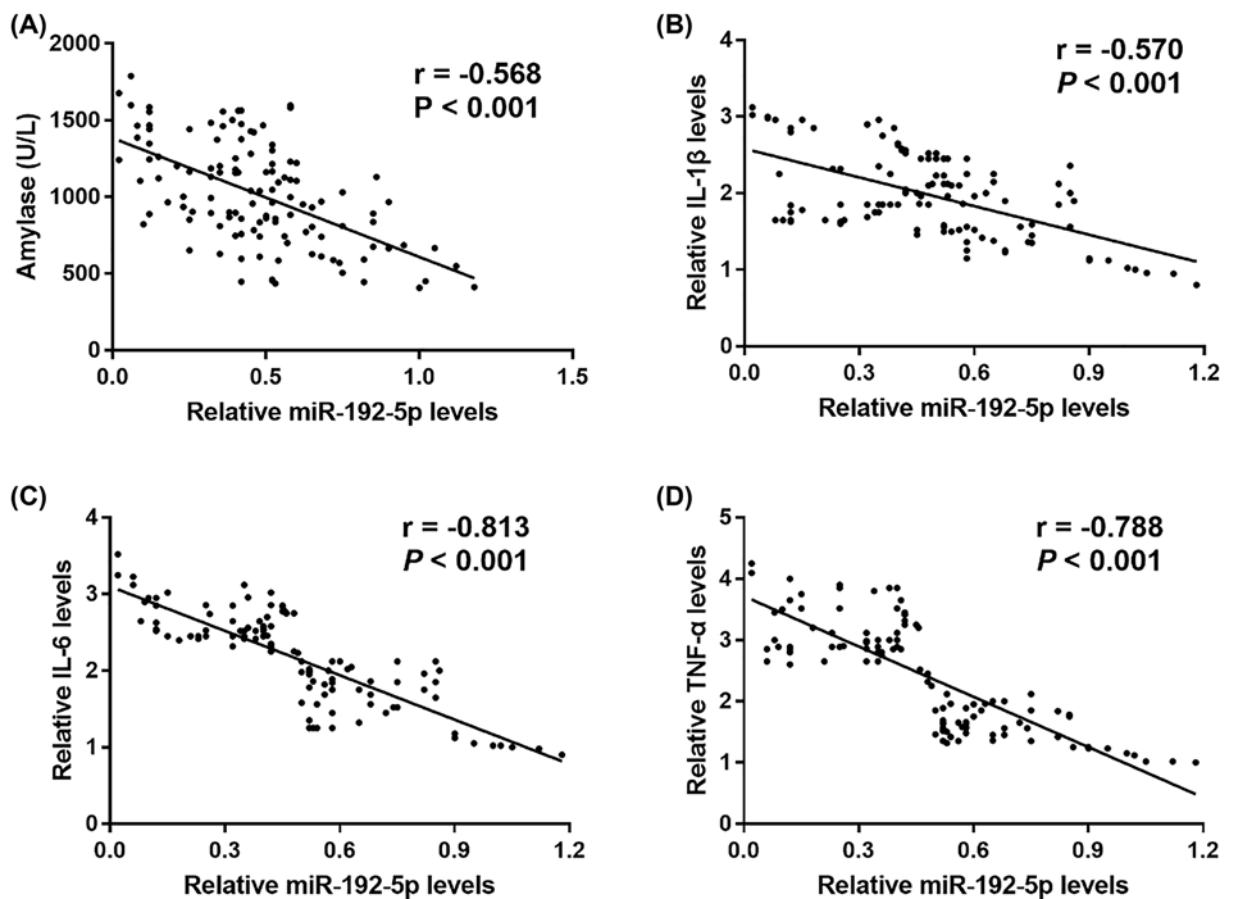 (A)
r = -0.568
P < 0.001
Amylase (U/L)
2000
1500
1000
500
0
0.0 0.5 1.0 1.5
Relative miR-192-5p levels
(B)
r = -0.570
P < 0.001
Relative IL-1β levels
4
3
2
1
0
0.0 0.3 0.6 0.9 1.2
Relative miR-192-5p levels
(C)
r = -0.813
P < 0.001
Relative IL-6 levels
4
3
2
1
0
0.0 0.3 0.6 0.9 1.2
Relative miR-192-5p levels
(D)
r = -0.788
P < 0.001
Relative TNF-α levels
5
4
3
2
1
0
0.0 0.3 0.6 0.9 1.2
Relative miR-192-5p levels